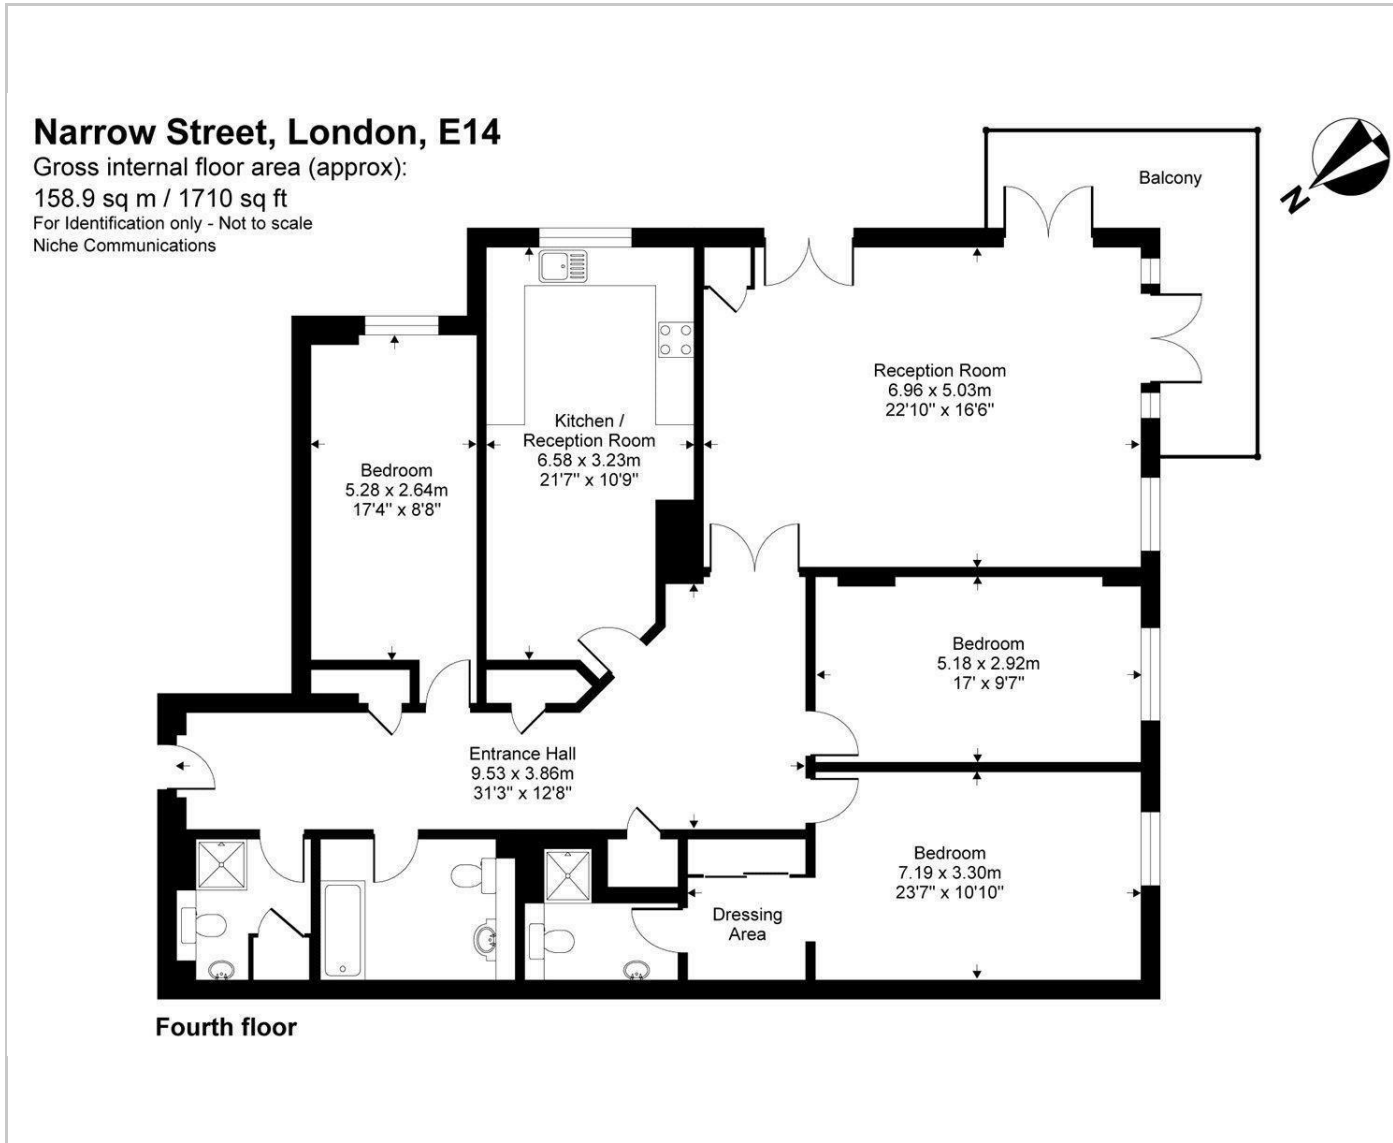 Narrow Street, London, E14
Gross internal floor area (approx):
158.9 sq m / 1710 sq ft
For Identification only - Not to scale
Niche Communications
N
Balcony
Reception Room
6.96 x 5.03m
22'10" x 16'6"
Kitchen /
Reception Room
6.58 x 3.23m
21'7" x 10'9"
Bedroom
5.28 x 2.64m
17'4" x 8'8"
Bedroom
5.18 x 2.92m
17' x 9'7"
Entrance Hall
9.53 x 3.86m
31'3" x 12'8"
Bedroom
7.19 x 3.30m
23'7" x 10'10"
Dressing
Area
Fourth floor